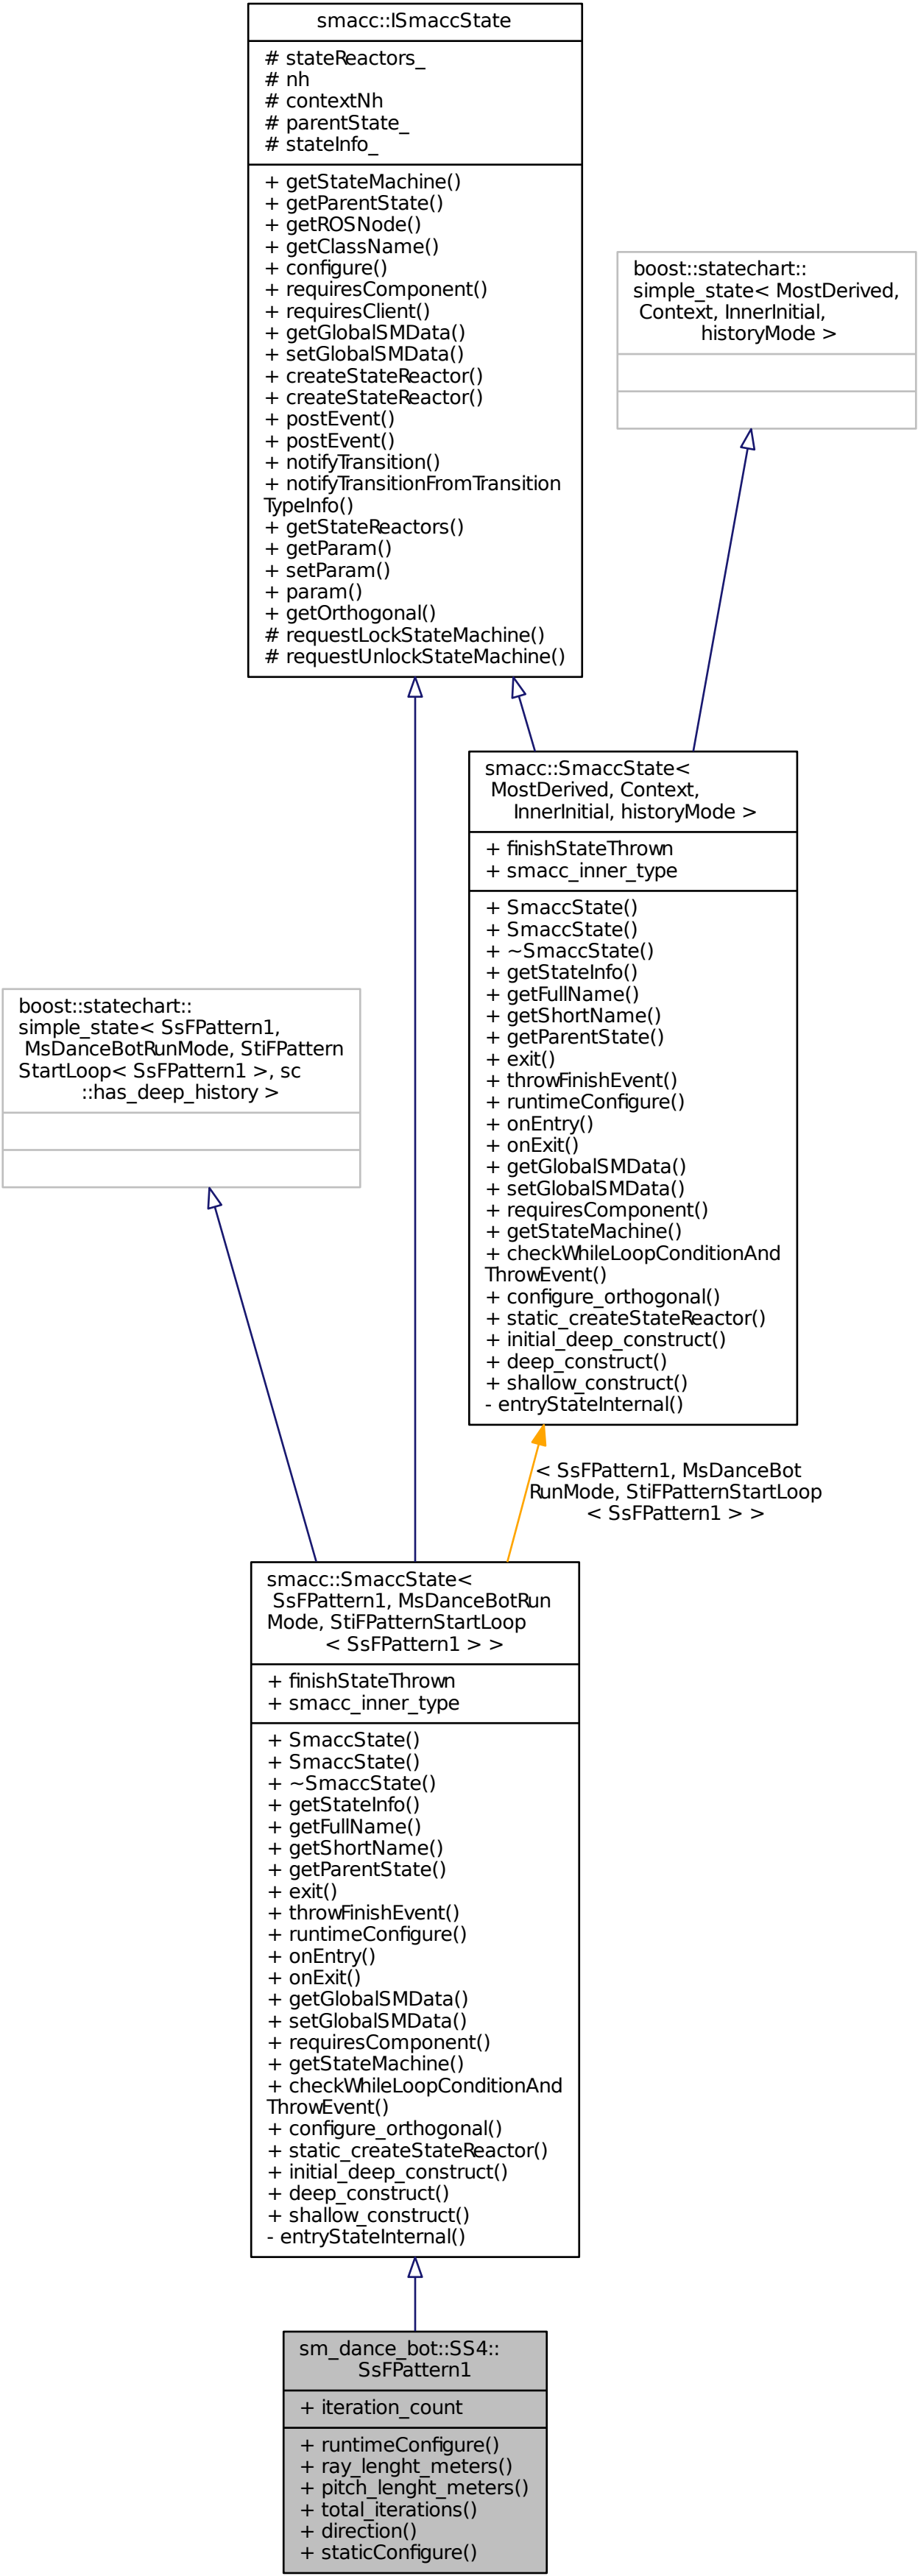 smacc::ISmaccState
# stateReactors_
# nh
# contextNh
# parentState_
# stateInfo_
+ getStateMachine()
+ getParentState()
+ getROSNode()
+ getClassName()
+ configure()
+ requiresComponent()
+ requiresClient()
+ getGlobalSMData()
+ setGlobalSMData()
+ createStateReactor()
+ createStateReactor()
+ postEvent()
+ postEvent()
+ notifyTransition()
+ notifyTransitionFromTransition
TypeInfo()
+ getStateReactors()
+ getParam()
+ setParam()
+ param()
+ getOrthogonal()
# requestLockStateMachine()
# requestUnlockStateMachine()
boost::statechart::
simple_state< MostDerived,
Context, InnerInitial,
historyMode >
smacc::SmaccState<
MostDerived, Context,
InnerInitial, historyMode >
+ finishStateThrown
+ smacc_inner_type
+ SmaccState()
+ SmaccState()
+ ~SmaccState()
+ getStateInfo()
+ getFullName()
+ getShortName()
+ getParentState()
+ exit()
+ throwFinishEvent()
+ runtimeConfigure()
+ onEntry()
+ onExit()
+ getGlobalSMData()
+ setGlobalSMData()
+ requiresComponent()
+ getStateMachine()
+ checkWhileLoopConditionAnd
ThrowEvent()
+ configure_orthogonal()
+ static_createStateReactor()
+ initial_deep_construct()
+ deep_construct()
+ shallow_construct()
- entryStateInternal()
boost::statechart::
simple_state< SsFPattern1,
MsDanceBotRunMode, StiFPattern
StartLoop< SsFPattern1 >, sc
::has_deep_history >
< SsFPattern1, MsDanceBot
RunMode, StiFPatternStartLoop
< SsFPattern1 > >
smacc::SmaccState<
SsFPattern1, MsDanceBotRun
Mode, StiFPatternStartLoop
< SsFPattern1 > >
+ finishStateThrown
+ smacc_inner_type
+ SmaccState()
+ SmaccState()
+ ~SmaccState()
+ getStateInfo()
+ getFullName()
+ getShortName()
+ getParentState()
+ exit()
+ throwFinishEvent()
+ runtimeConfigure()
+ onEntry()
+ onExit()
+ getGlobalSMData()
+ setGlobalSMData()
+ requiresComponent()
+ getStateMachine()
+ checkWhileLoopConditionAnd
ThrowEvent()
+ configure_orthogonal()
+ static_createStateReactor()
+ initial_deep_construct()
+ deep_construct()
+ shallow_construct()
- entryStateInternal()
sm_dance_bot::SS4::
SsFPattern1
+ iteration_count
+ runtimeConfigure()
+ ray_lenght_meters()
+ pitch_lenght_meters()
+ total_iterations()
+ direction()
+ staticConfigure()